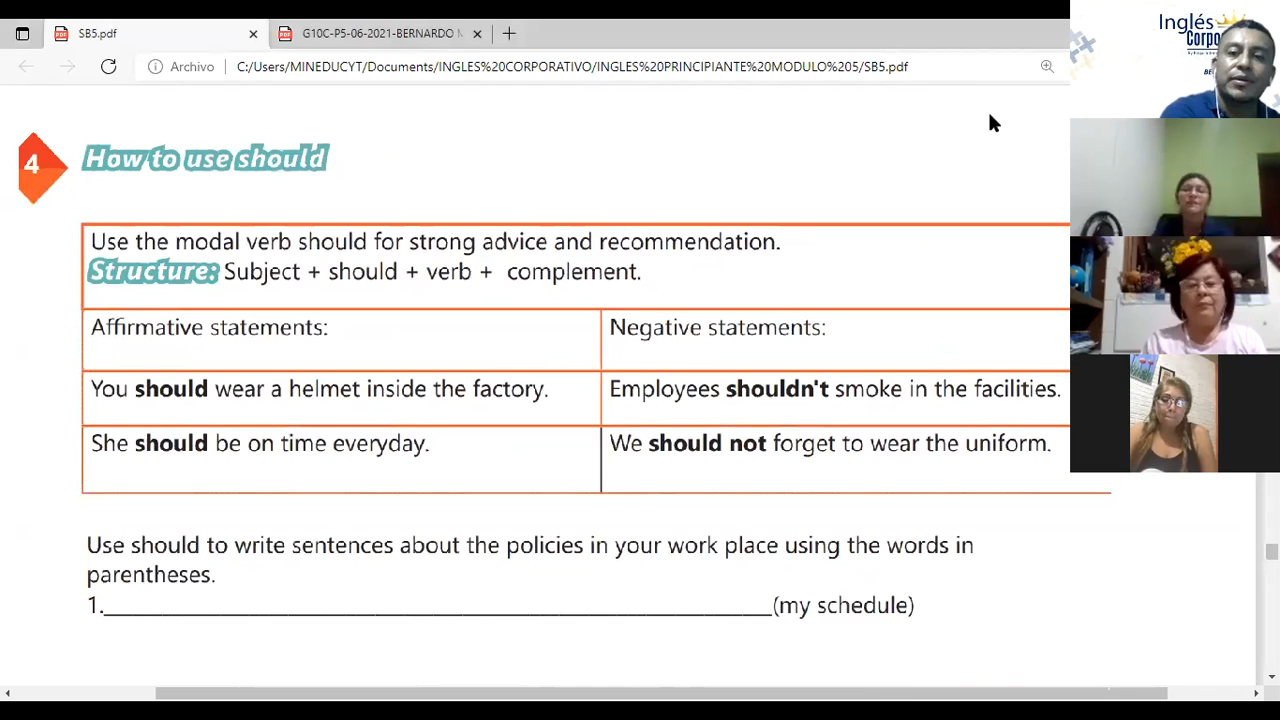 SB5.pdf
G10C-P5-06-2021-BERNARDO
Archivo
C:/Users/MINEDUCYT/Documents/INGLES%20CORPORATIVO/INGLES%20PRINCIPIANTE%20MODULO%205/SB5.pdf
Inglés
4
How to use should
Use the modal verb should for strong advice and recommendation.
Structure: Subject + should + verb + complement.
Affirmative statements:
Negative statements:
You should wear a helmet inside the factory.
Employees shouldn't smoke in the facilities.
She should be on time everyday.
We should not forget to wear the uniform.
Use should to write sentences about the policies in your work place using the words in
parentheses.
1.______________________________________________________(my schedule)